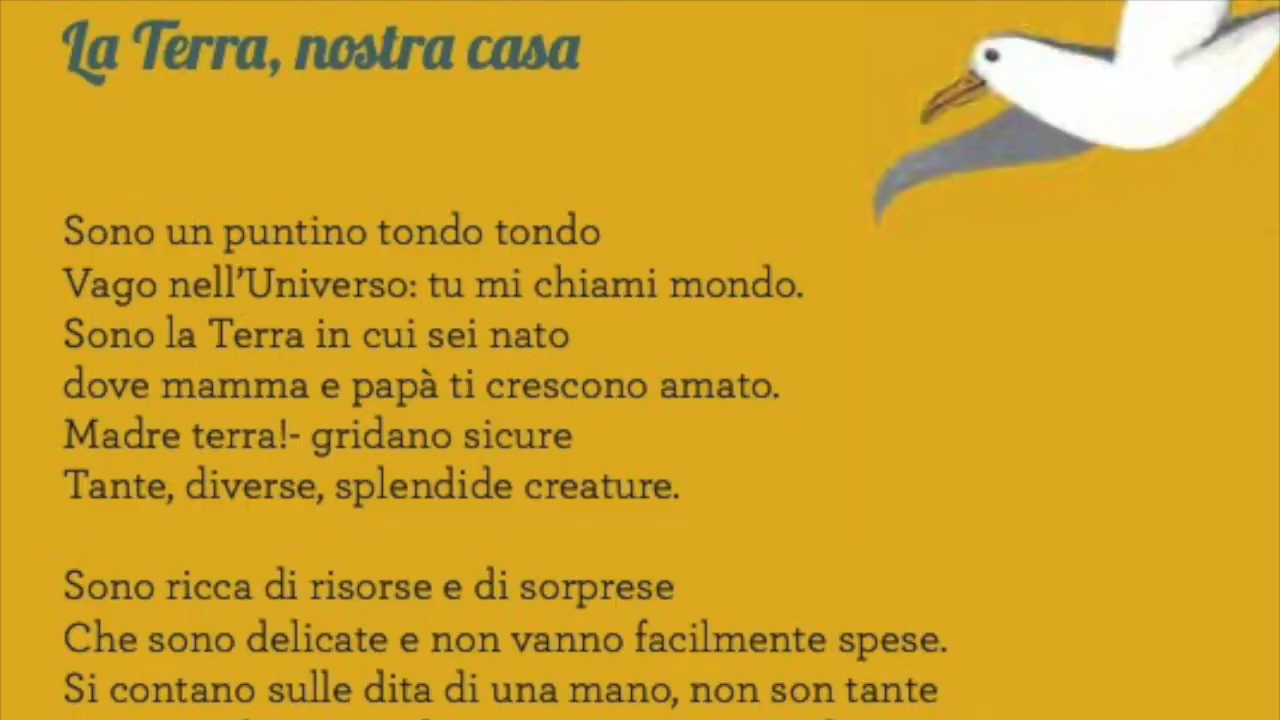 La Terra, nostra casa
Sono un puntino tondo tondo
Vago nell'Universo: tu mi chiami mondo.
Sono la Terra in cui sei nato
dove mamma e papà ti crescono amato.
Madre terra!- gridano sicure
Tante, diverse, splendide creature.
Sono ricca di risorse e di sorprese
Che sono delicate e non vanno facilmente spese.
Si contano sulle dita di una mano, non son tante